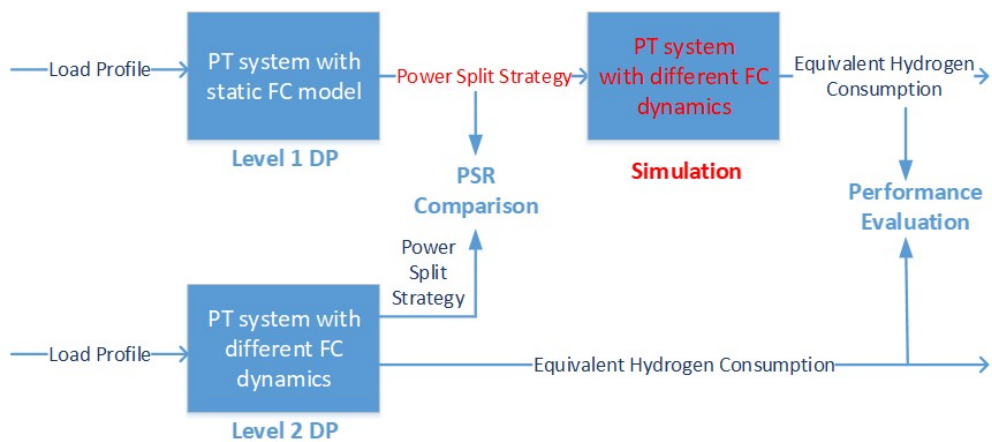 Load Profile
PT system with
static FC model
Level 1 DP
Power Split Strategy
PT system
with different FC
dynamics
Simulation
Equivalent Hydrogen
Consumption
PSR
Comparison
Performance
Evaluation
Power
Split
Strategy
Load Profile
PT system with
different FC
dynamics
Level 2 DP
Equivalent Hydrogen Consumption